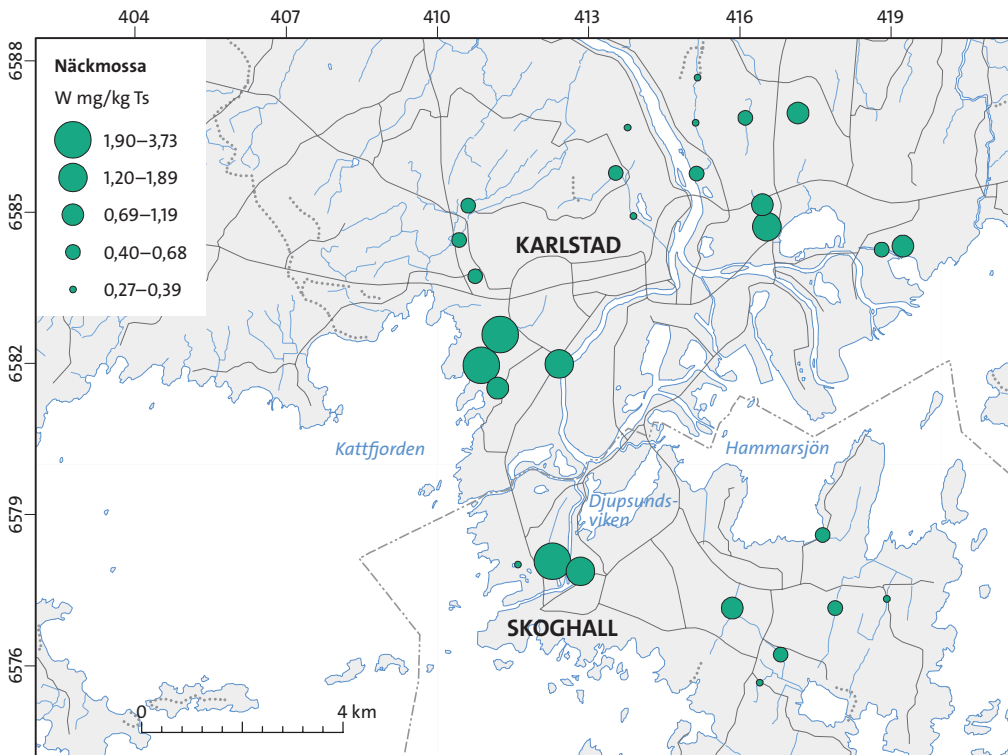 404 407 410 413 416 419
6588
6585
6582
6579
6576
Näckmossa
W mg/kg Ts
1,90–3,73
1,20–1,89
0,69–1,19
0,40–0,68
0,27–0,39
KARLSTAD
Kattfjorden
Hammarsjön
Djupsunds-
viken
SKOGHALL
0 4 km